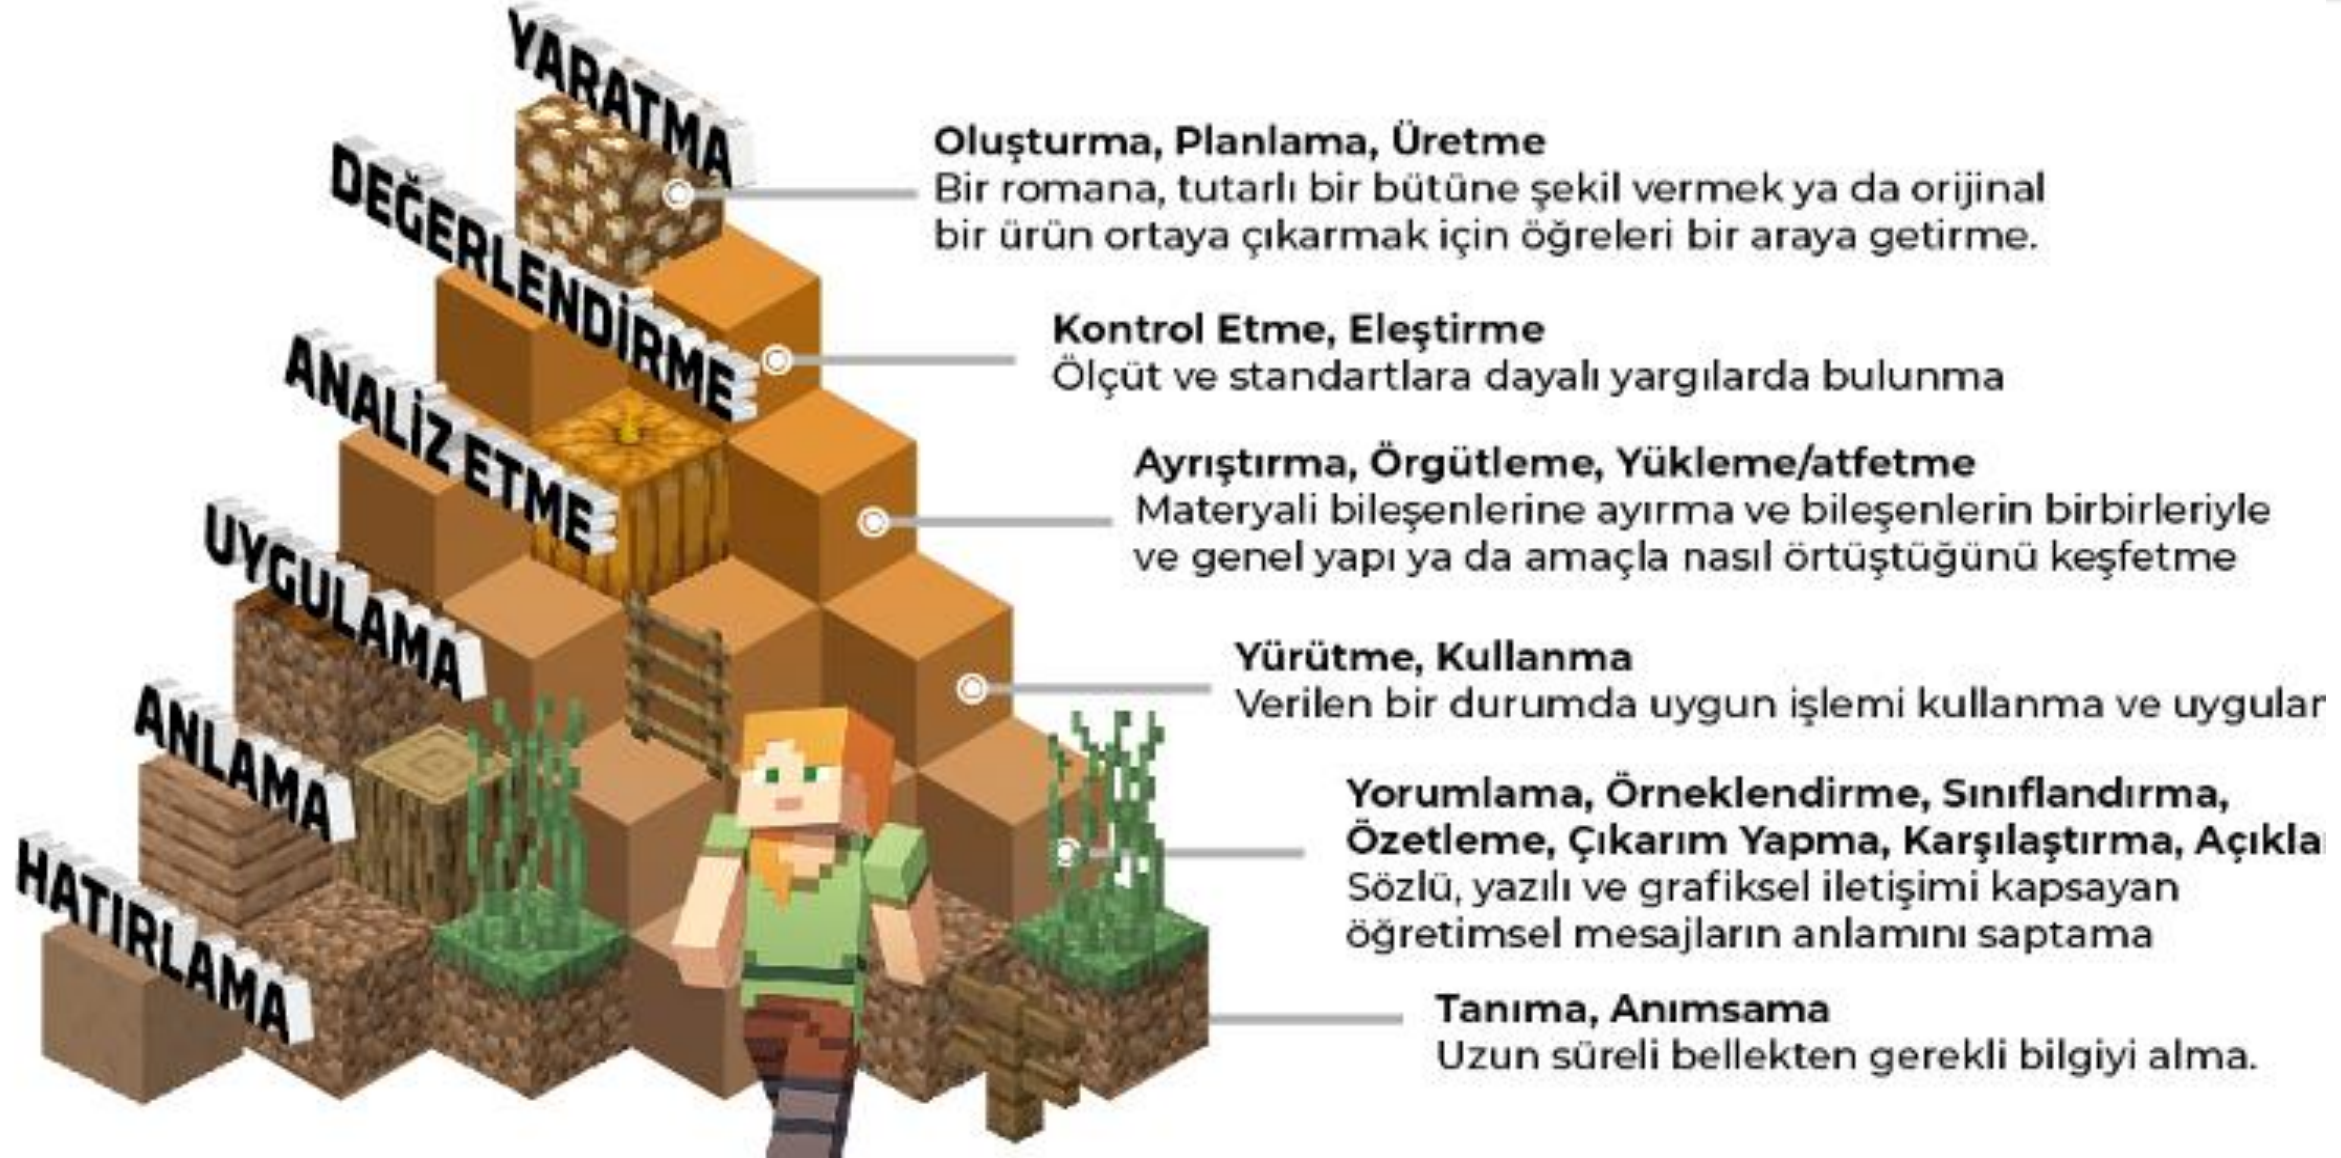 YARATMA
Oluşturma, Planlama, Üretme
Bir romana, tutarlı bir bütüne şekil vermek ya da orijinal
bir ürün ortaya çıkarmak için öğreleri bir araya getirme.
DEĞERLENDİRME
Kontrol Etme, Eleştirme
Ölçüt ve standartlara dayalı yargılarda bulunma
ANALİZ ETME
Ayrıştırma, Örgütleme, Yükleme/atfetme
Materyali bileşenlerine ayırma ve bileşenlerin birbirleriyle
ve genel yapı ya da amaçla nasıl örtüştüğünü keşfetme
UYGULAMA
Yürütme, Kullanma
Verilen bir durumda uygun işlemi kullanma ve
ANLAMA
Yorumlama, Örneklendirme, Sınıflandırma,
Özetleme, Çıkarım Yapma, Karşılaştırma,
Sözlü, yazılı ve grafiksel iletişimi kapsayan
öğretimsel mesajların anlamını saptama
HATIRLAMA
Tanıma, Anımsama
Uzun süreli bellekten gerekli bilgiyi alma.